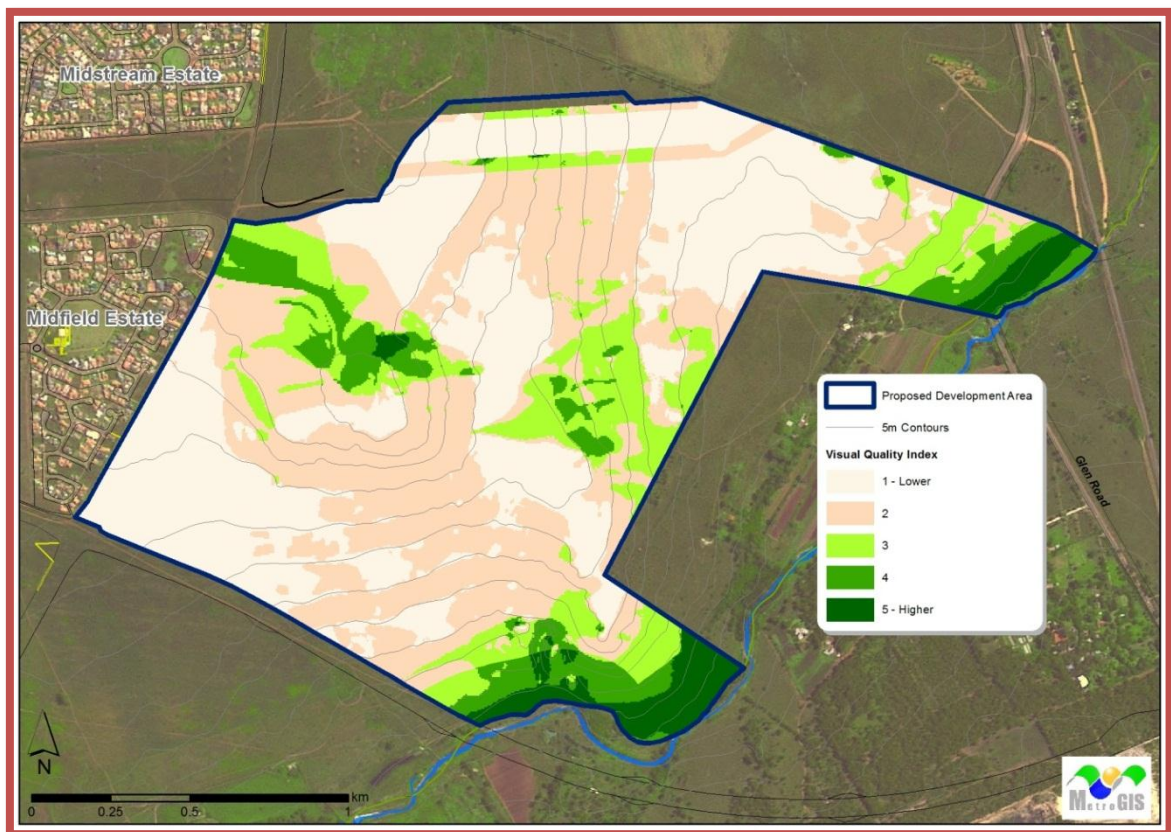 Midstream Estate
Midfield Estate
Proposed Development Area
5m Contours
Visual Quality Index
1 - Lower
2
3
4
5 - Higher
Glen Road
N
km
0 0.25 0.5 1
MetroGIS